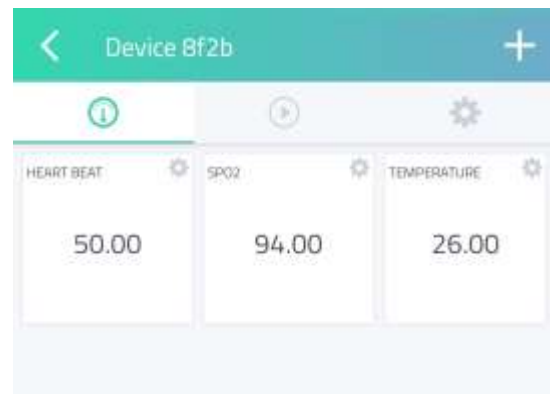 Device 8f2b
HEART BEAT
SPO2
TEMPERATURE
50.00
94.00
26.00